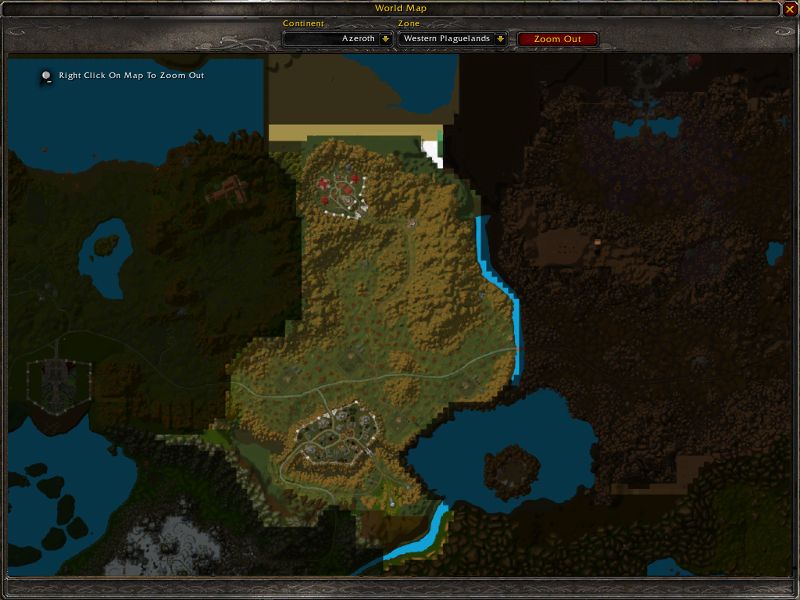 World Map
Continent Zone
Azeroth Western Plaguelands Zoom Out
Right Click On Map To Zoom Out